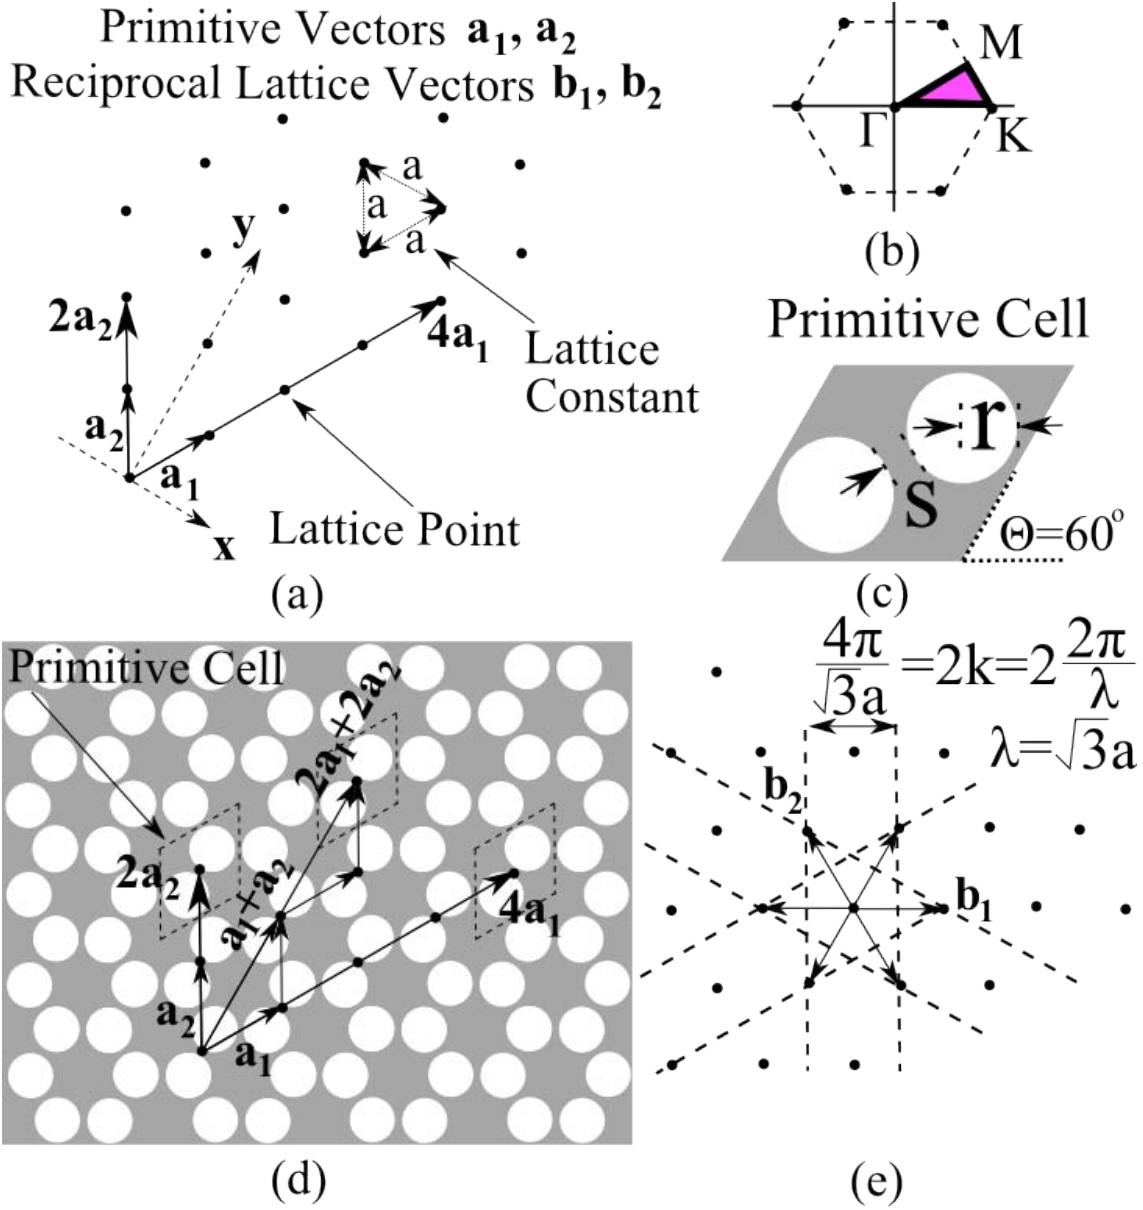 Primitive Vectors a₁, a₂
Reciprocal Lattice Vectors b₁, b₂
a
a
a
y
2a₂
4a₁
Lattice
Constant
a₂
a₁
Lattice Point
x
(a)
M
Γ
K
(b)
Primitive Cell
r
S
Θ=60°
(c)
Primitive Cell
2a₁+2a₂
2a₂
a₁+a₂
4a₁
a₂
a₁
(d)
4π/√3a =2k=2 2π/λ
λ=√3a
b₂
b₁
(e)